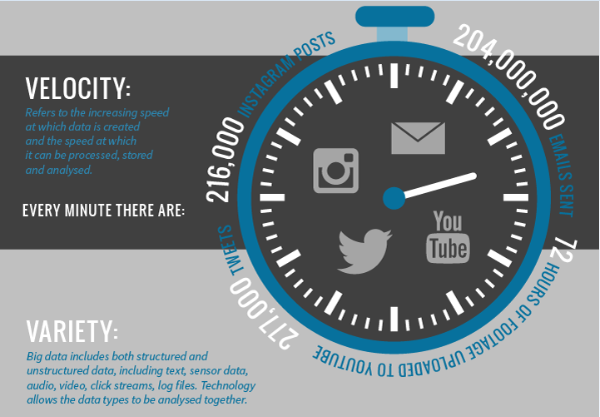 VELOCITY:
Refers to the increasing speed
at which data is created
and the speed at which
it can be processed, stored
and analysed.
EVERY MINUTE THERE ARE:
216,000 INSTAGRAM POSTS
204,000,000 EMAILS SENT
72 HOURS OF FOOTAGE UPLOADED TO YOUTUBE
277,000 TWEETS
You
Tube
VARIETY:
Big data includes both structured and
unstructured data, including text, sensor data,
audio, video, click streams, log files. Technology
allows the data types to be analysed together.